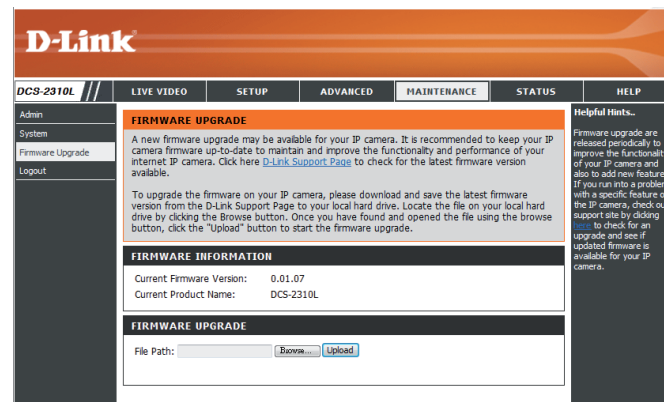 D-Link
DCS-2310L
LIVE VIDEO SETUP ADVANCED MAINTENANCE STATUS HELP
Admin
System
Firmware Upgrade
Logout
FIRMWARE UPGRADE
A new firmware upgrade may be available for your IP camera. It is recommended to keep your IP
camera firmware up-to-date to maintain and improve the functionality and performance of your
internet IP camera. Click here D-Link Support Page to check for the latest firmware version
available.
To upgrade the firmware on your IP camera, please download and save the latest firmware
version from the D-Link Support Page to your local hard drive. Locate the file on your local hard
drive by clicking the Browse button. Once you have found and opened the file using the browse
button, click the "Upload" button to start the firmware upgrade.
FIRMWARE INFORMATION
Current Firmware Version: 0.01.07
Current Product Name: DCS-2310L
FIRMWARE UPGRADE
File Path: Browse... Upload
Helpful Hints..
Firmware upgrade are
released periodically to
improve the functionalit
of your IP camera and
also to add new feature
If you run into a probler
with a specific feature o
the IP camera, check ou
support site by clicking
here to check for an
upgrade and see if
updated firmware is
available for your IP
camera.